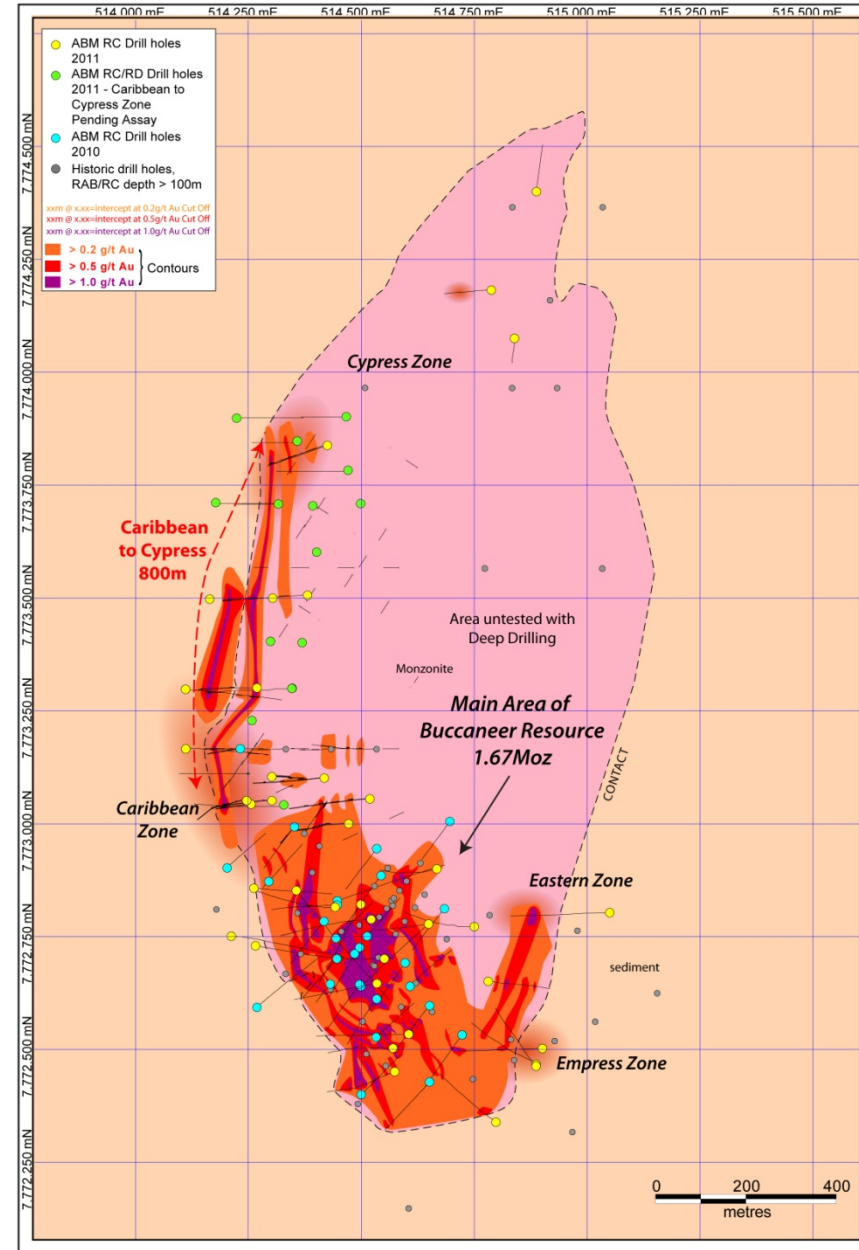 514.000 mE 514.250 mE 514.500 mE 514.750 mE 515.000 mE 515.250 mE 515.500 mE
ABM RC Drill holes
2011
ABM RC/RD Drill holes
2011 - Caribbean to
Cypress Zone
Pending Assay
ABM RC Drill holes
2010
Historic drill holes,
RAB/RC depth > 100m
xxm @ x.xx=intercept at 0.2g/t Au Cut Off
xxm @ x.xx=intercept at 0.5g/t Au Cut Off
xxm @ x.xx=intercept at 1.0g/t Au Cut Off
> 0.2 g/t Au
> 0.5 g/t Au
> 1.0 g/t Au
Contours
7.774.500 mN
7.774.250 mN
7.774.000 mN
7.773.750 mN
7.773.500 mN
7.773.250 mN
7.773.000 mN
7.772.750 mN
7.772.500 mN
7.772.250 mN
Cypress Zone
Caribbean
to Cypress
800m
Area untested with
Deep Drilling
Monzonite
Main Area of
Buccaneer Resource
1.67Moz
CONTACT
Caribbean
Zone
Eastern Zone
sediment
Empress Zone
0 200 400
metres